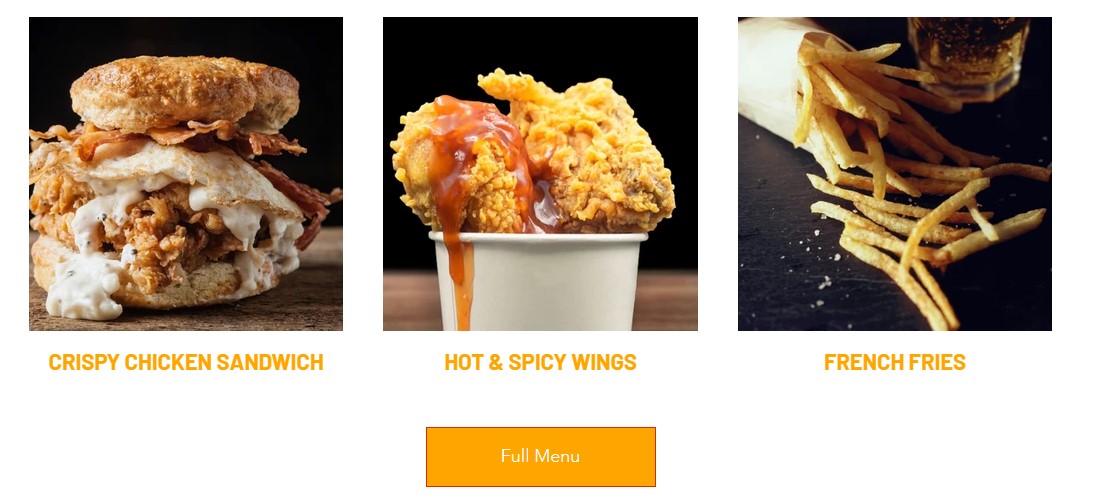 CRISPY CHICKEN SANDWICH
HOT & SPICY WINGS
FRENCH FRIES
Full Menu